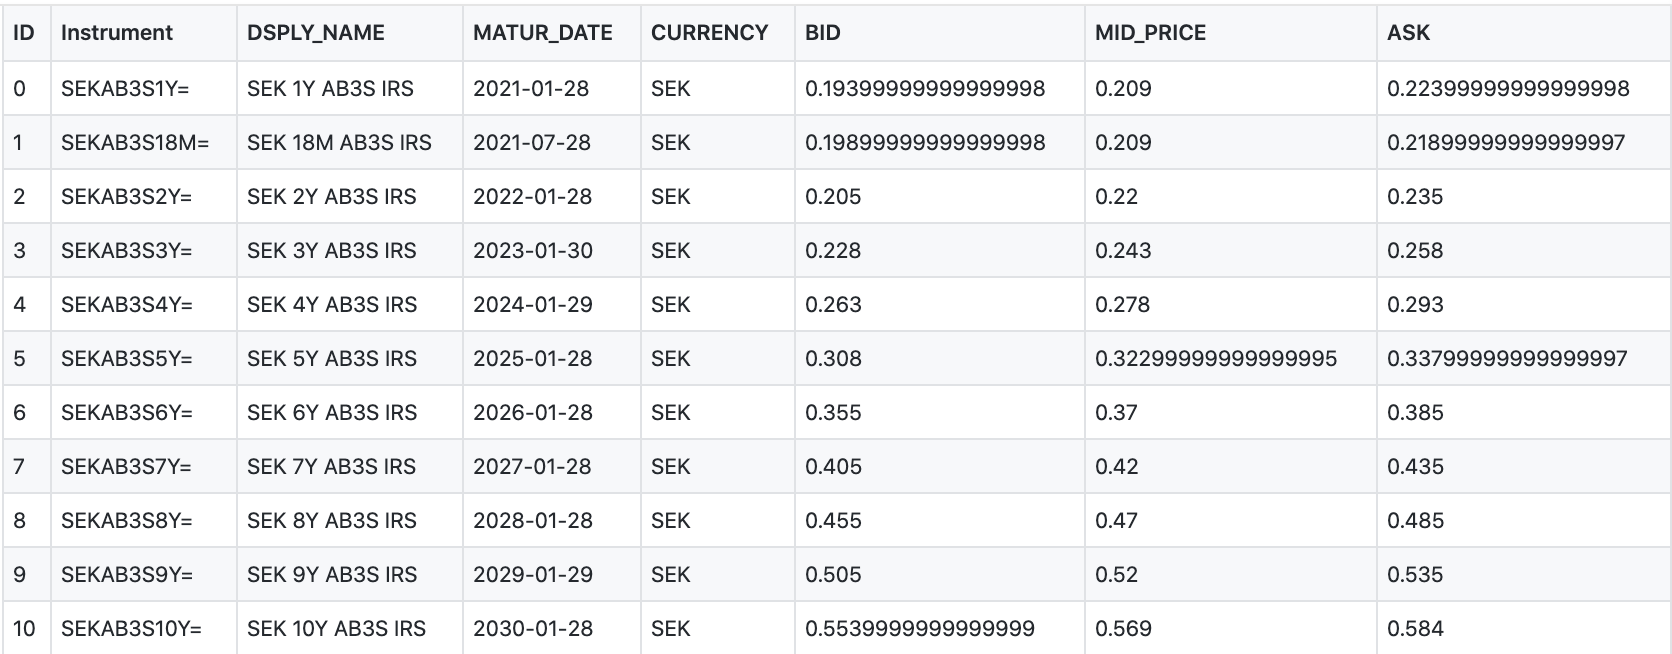 ID Instrument DSPLY_NAME MATUR_DATE CURRENCY BID MID_PRICE ASK
0 SEKAB3S1Y= SEK 1Y AB3S IRS 2021-01-28 SEK 0.19399999999999998 0.209 0.22399999999999998
1 SEKAB3S18M= SEK 18M AB3S IRS 2021-07-28 SEK 0.19899999999999998 0.209 0.21899999999999997
2 SEKAB3S2Y= SEK 2Y AB3S IRS 2022-01-28 SEK 0.205 0.22 0.235
3 SEKAB3S3Y= SEK 3Y AB3S IRS 2023-01-30 SEK 0.228 0.243 0.258
4 SEKAB3S4Y= SEK 4Y AB3S IRS 2024-01-29 SEK 0.263 0.278 0.293
5 SEKAB3S5Y= SEK 5Y AB3S IRS 2025-01-28 SEK 0.308 0.32299999999999995 0.33799999999999997
6 SEKAB3S6Y= SEK 6Y AB3S IRS 2026-01-28 SEK 0.355 0.37 0.385
7 SEKAB3S7Y= SEK 7Y AB3S IRS 2027-01-28 SEK 0.405 0.42 0.435
8 SEKAB3S8Y= SEK 8Y AB3S IRS 2028-01-28 SEK 0.455 0.47 0.485
9 SEKAB3S9Y= SEK 9Y AB3S IRS 2029-01-29 SEK 0.505 0.52 0.535
10 SEKAB3S10Y= SEK 10Y AB3S IRS 2030-01-28 SEK 0.5539999999999999 0.569 0.584